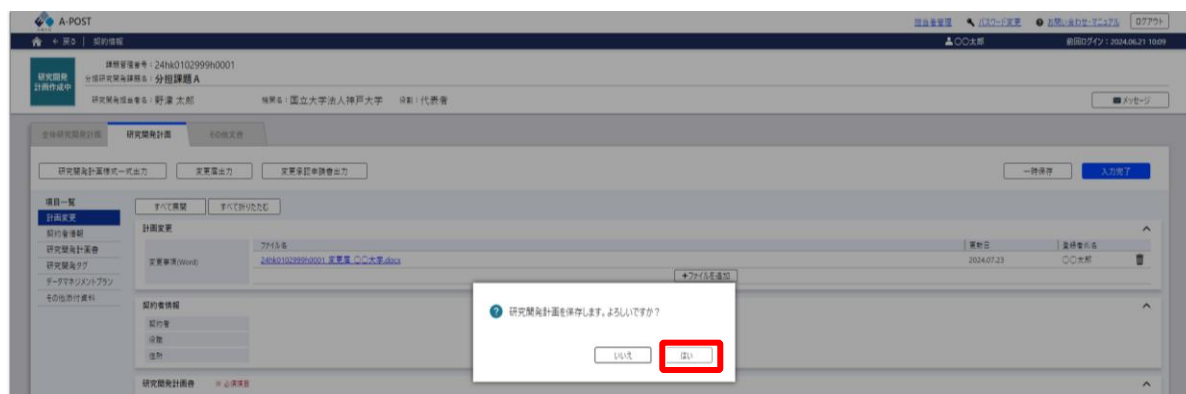 A-POST
担当者管理 パスワード変更 お問い合わせ・マニュアル ログアウト
← 戻る | 契約情報 〇〇太郎 前回ログイン：2024.06.21 10:09
研究開発
計画作成中
課題管理番号：24hk0102999h0001
分担研究開発課題名：分担課題A
研究開発担当者名：野濠 太郎 機関名：国立大学法人神戸大学 役割：代表者
メッセージ
全体研究開発計画 研究開発計画 その他文書
研究開発計画様式一式出力 変更届出力 変更承認申請書出力 一時保存 入力完了
項目一覧
計画変更
契約者情報
研究開発計画書
研究開発タグ
データマネジメントプラン
その他添付資料
すべて展開 すべて折りたたむ
計画変更
ファイル名 更新日 登録者氏名
変更事項(Word) 24hk0102999h0001_変更届_〇〇大学.docx 2024.07.23 〇〇太郎
+ファイルを追加
契約者情報
契約者
役職
住所
研究開発計画書 ※必須項目
研究開発計画を保存します。よろしいですか？
いいえ はい